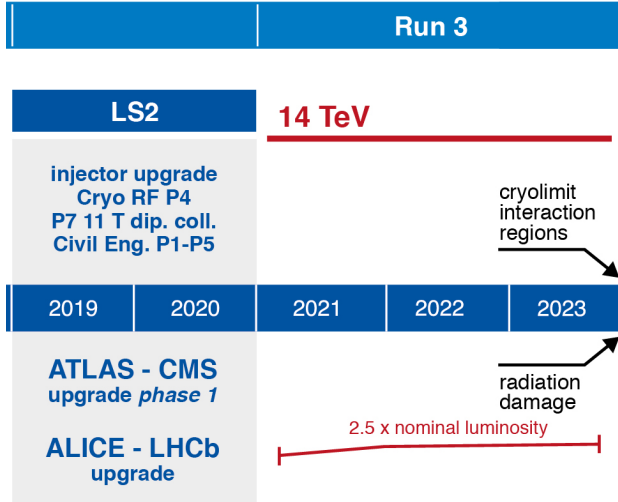 Run 3
LS2
14 TeV
injector upgrade
Cryo RF P4
P7 11 T dip. coll.
Civil Eng. P1-P5
cryolimit
interaction
regions
2019 2020 2021 2022 2023
ATLAS - CMS
upgrade phase 1
ALICE - LHCb
upgrade
radiation
damage
2.5 x nominal luminosity